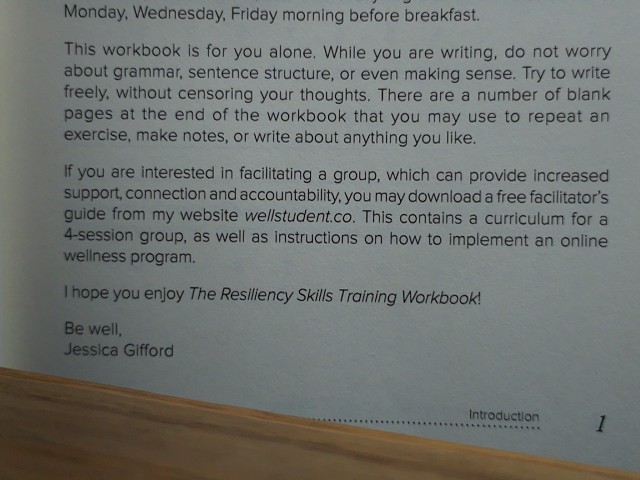 Monday, Wednesday, Friday morning before breakfast.
This workbook is for you alone. While you are writing, do not worry
about grammar, sentence structure, or even making sense. Try to write
freely, without censoring your thoughts. There are a number of blank
pages at the end of the workbook that you may use to repeat an
exercise, make notes, or write about anything you like.
If you are interested in facilitating a group, which can provide increased
support, connection and accountability, you may download a free facilitator's
guide from my website wellstudent.co. This contains a curriculum for a
4-session group, as well as instructions on how to implement an online
wellness program.
I hope you enjoy The Resiliency Skills Training Workbook!
Be well,
Jessica Gifford
Introduction 1